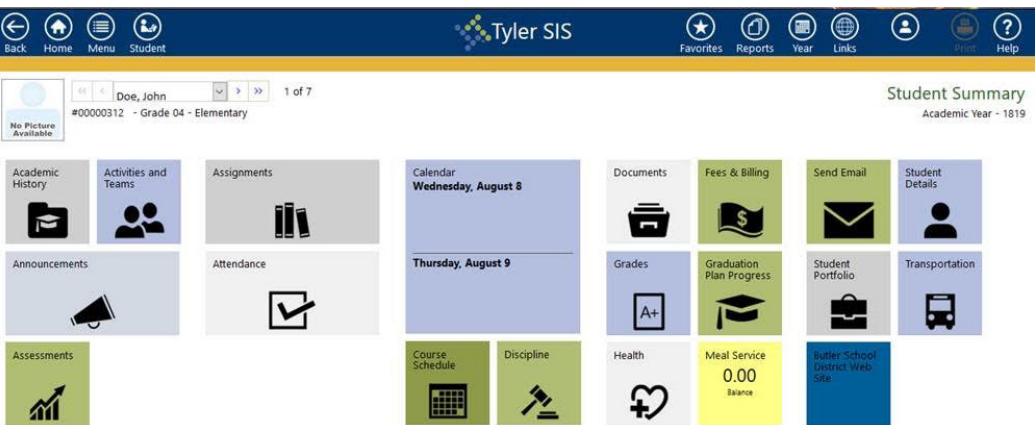 Tyler SIS
Back Home Menu Student
Favorites Reports Year Links Print Help
Doe, John 1 of 7
#00000312 - Grade 04 - Elementary
No Picture
Available
Student Summary
Academic Year - 1819
Academic
History
Activities and
Teams
Assignments
Calendar
Wednesday, August 8
Thursday, August 9
Documents
Fees & Billing
$
Send Email
Student
Details
Announcements
Attendance
Grades
A+
Graduation
Plan Progress
Student
Portfolio
Transportation
Assessments
Course
Schedule
Discipline
Health
Meal Service
0.00
Balance
Butler School
District Web
Site